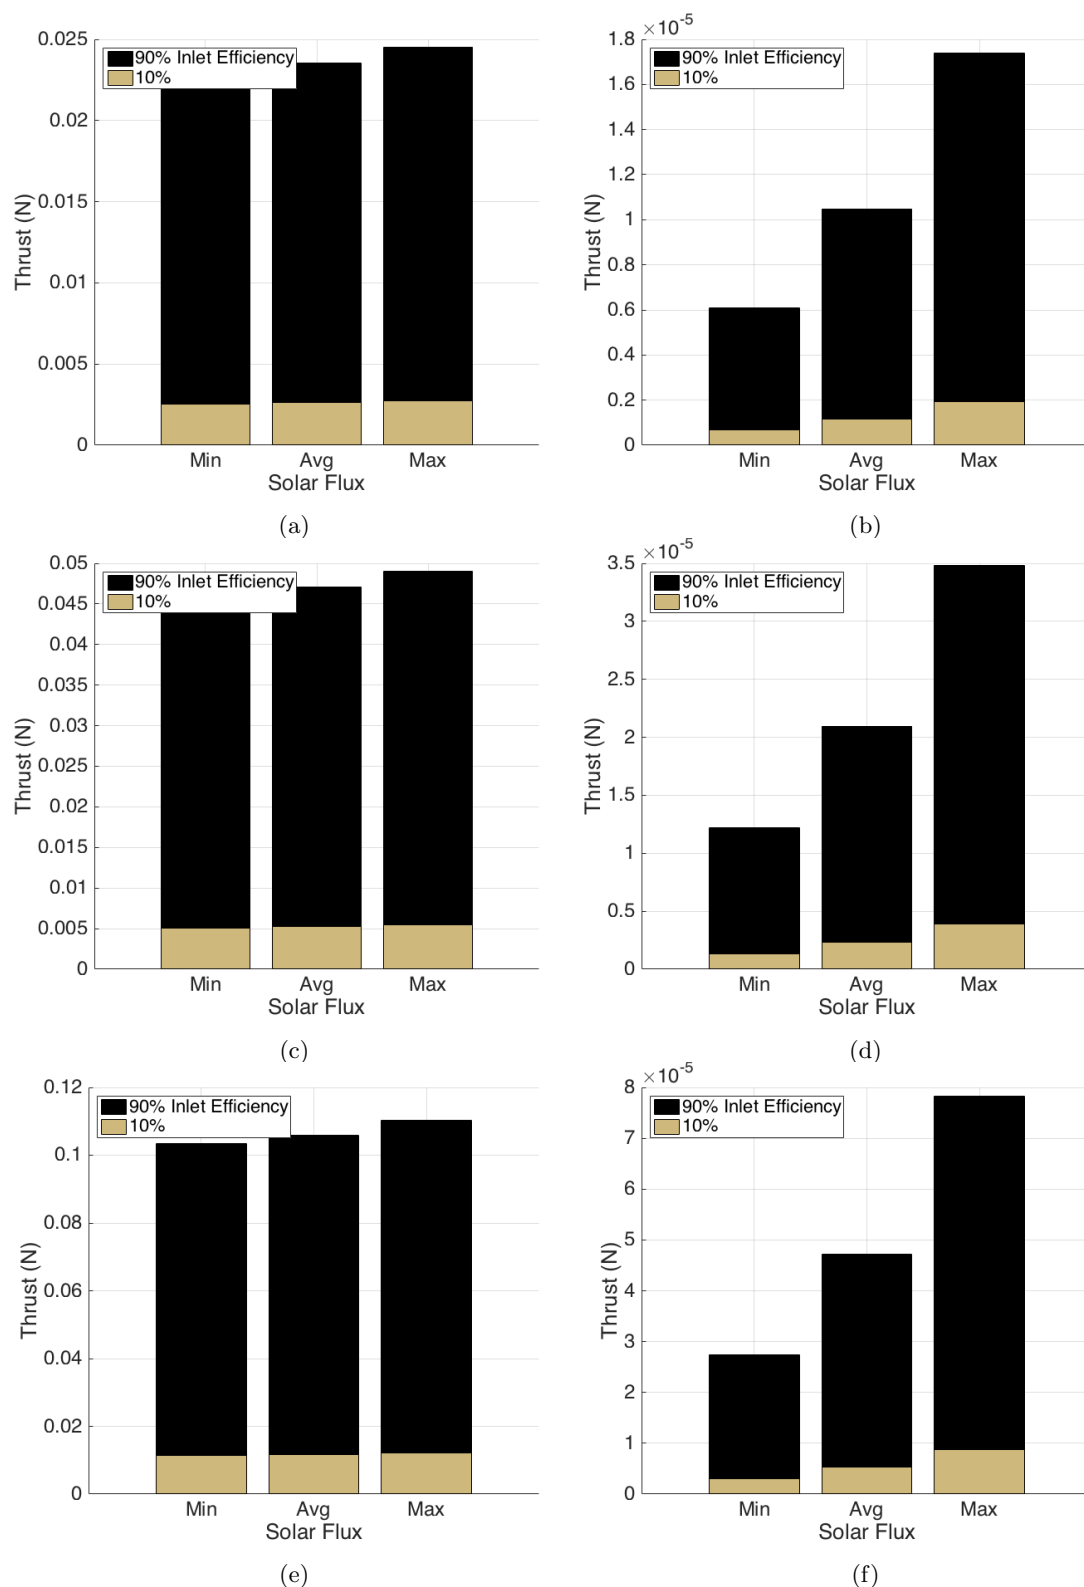 0.025
0.02
0.015
0.01
0.005
0
Thrust (N)
90% Inlet Efficiency
10%
Min Avg Max
Solar Flux
(a)
×10⁻⁵
1.8
1.6
1.4
1.2
1
0.8
0.6
0.4
0.2
0
Thrust (N)
90% Inlet Efficiency
10%
Min Avg Max
Solar Flux
(b)
0.05
0.045
0.04
0.035
0.03
0.025
0.02
0.015
0.01
0.005
0
Thrust (N)
90% Inlet Efficiency
10%
Min Avg Max
Solar Flux
(c)
×10⁻⁵
3.5
3
2.5
2
1.5
1
0.5
0
Thrust (N)
90% Inlet Efficiency
10%
Min Avg Max
Solar Flux
(d)
0.12
0.1
0.08
0.06
0.04
0.02
0
Thrust (N)
90% Inlet Efficiency
10%
Min Avg Max
Solar Flux
(e)
×10⁻⁵
8
7
6
5
4
3
2
1
0
Thrust (N)
90% Inlet Efficiency
10%
Min Avg Max
Solar Flux
(f)